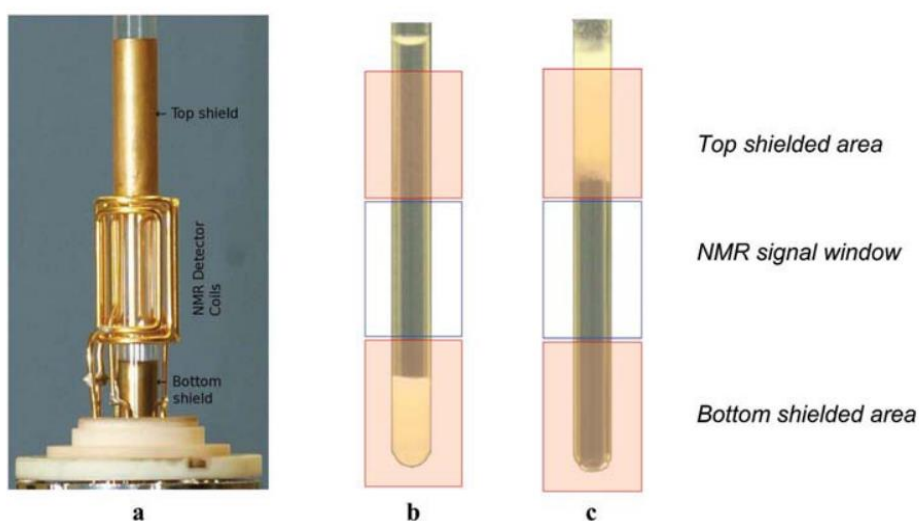 Top shield
NMR Detector
Coils
Bottom
shield
Top shielded area
NMR signal window
Bottom shielded area
a
b
c